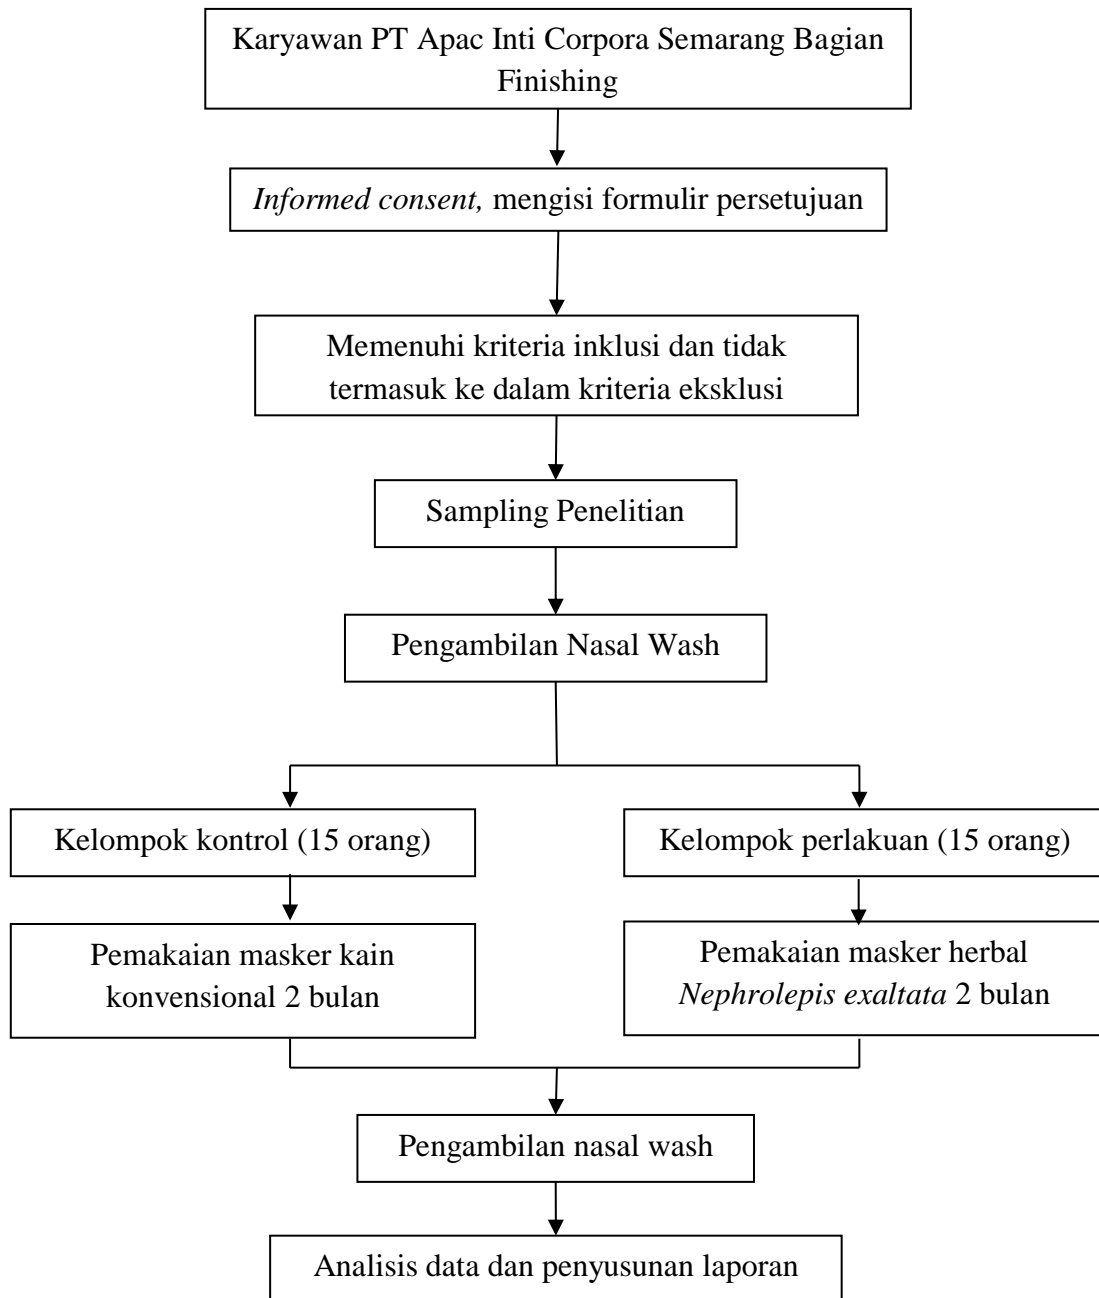 Karyawan PT Apac Inti Corpora Semarang Bagian
Finishing
Informed consent, mengisi formulir persetujuan
Memenuhi kriteria inklusi dan tidak
termasuk ke dalam kriteria eksklusi
Sampling Penelitian
Pengambilan Nasal Wash
Kelompok kontrol (15 orang)
Kelompok perlakuan (15 orang)
Pemakaian masker kain
konvensional 2 bulan
Pemakaian masker herbal
Nephrolepis exaltata 2 bulan
Pengambilan nasal wash
Analisis data dan penyusunan laporan